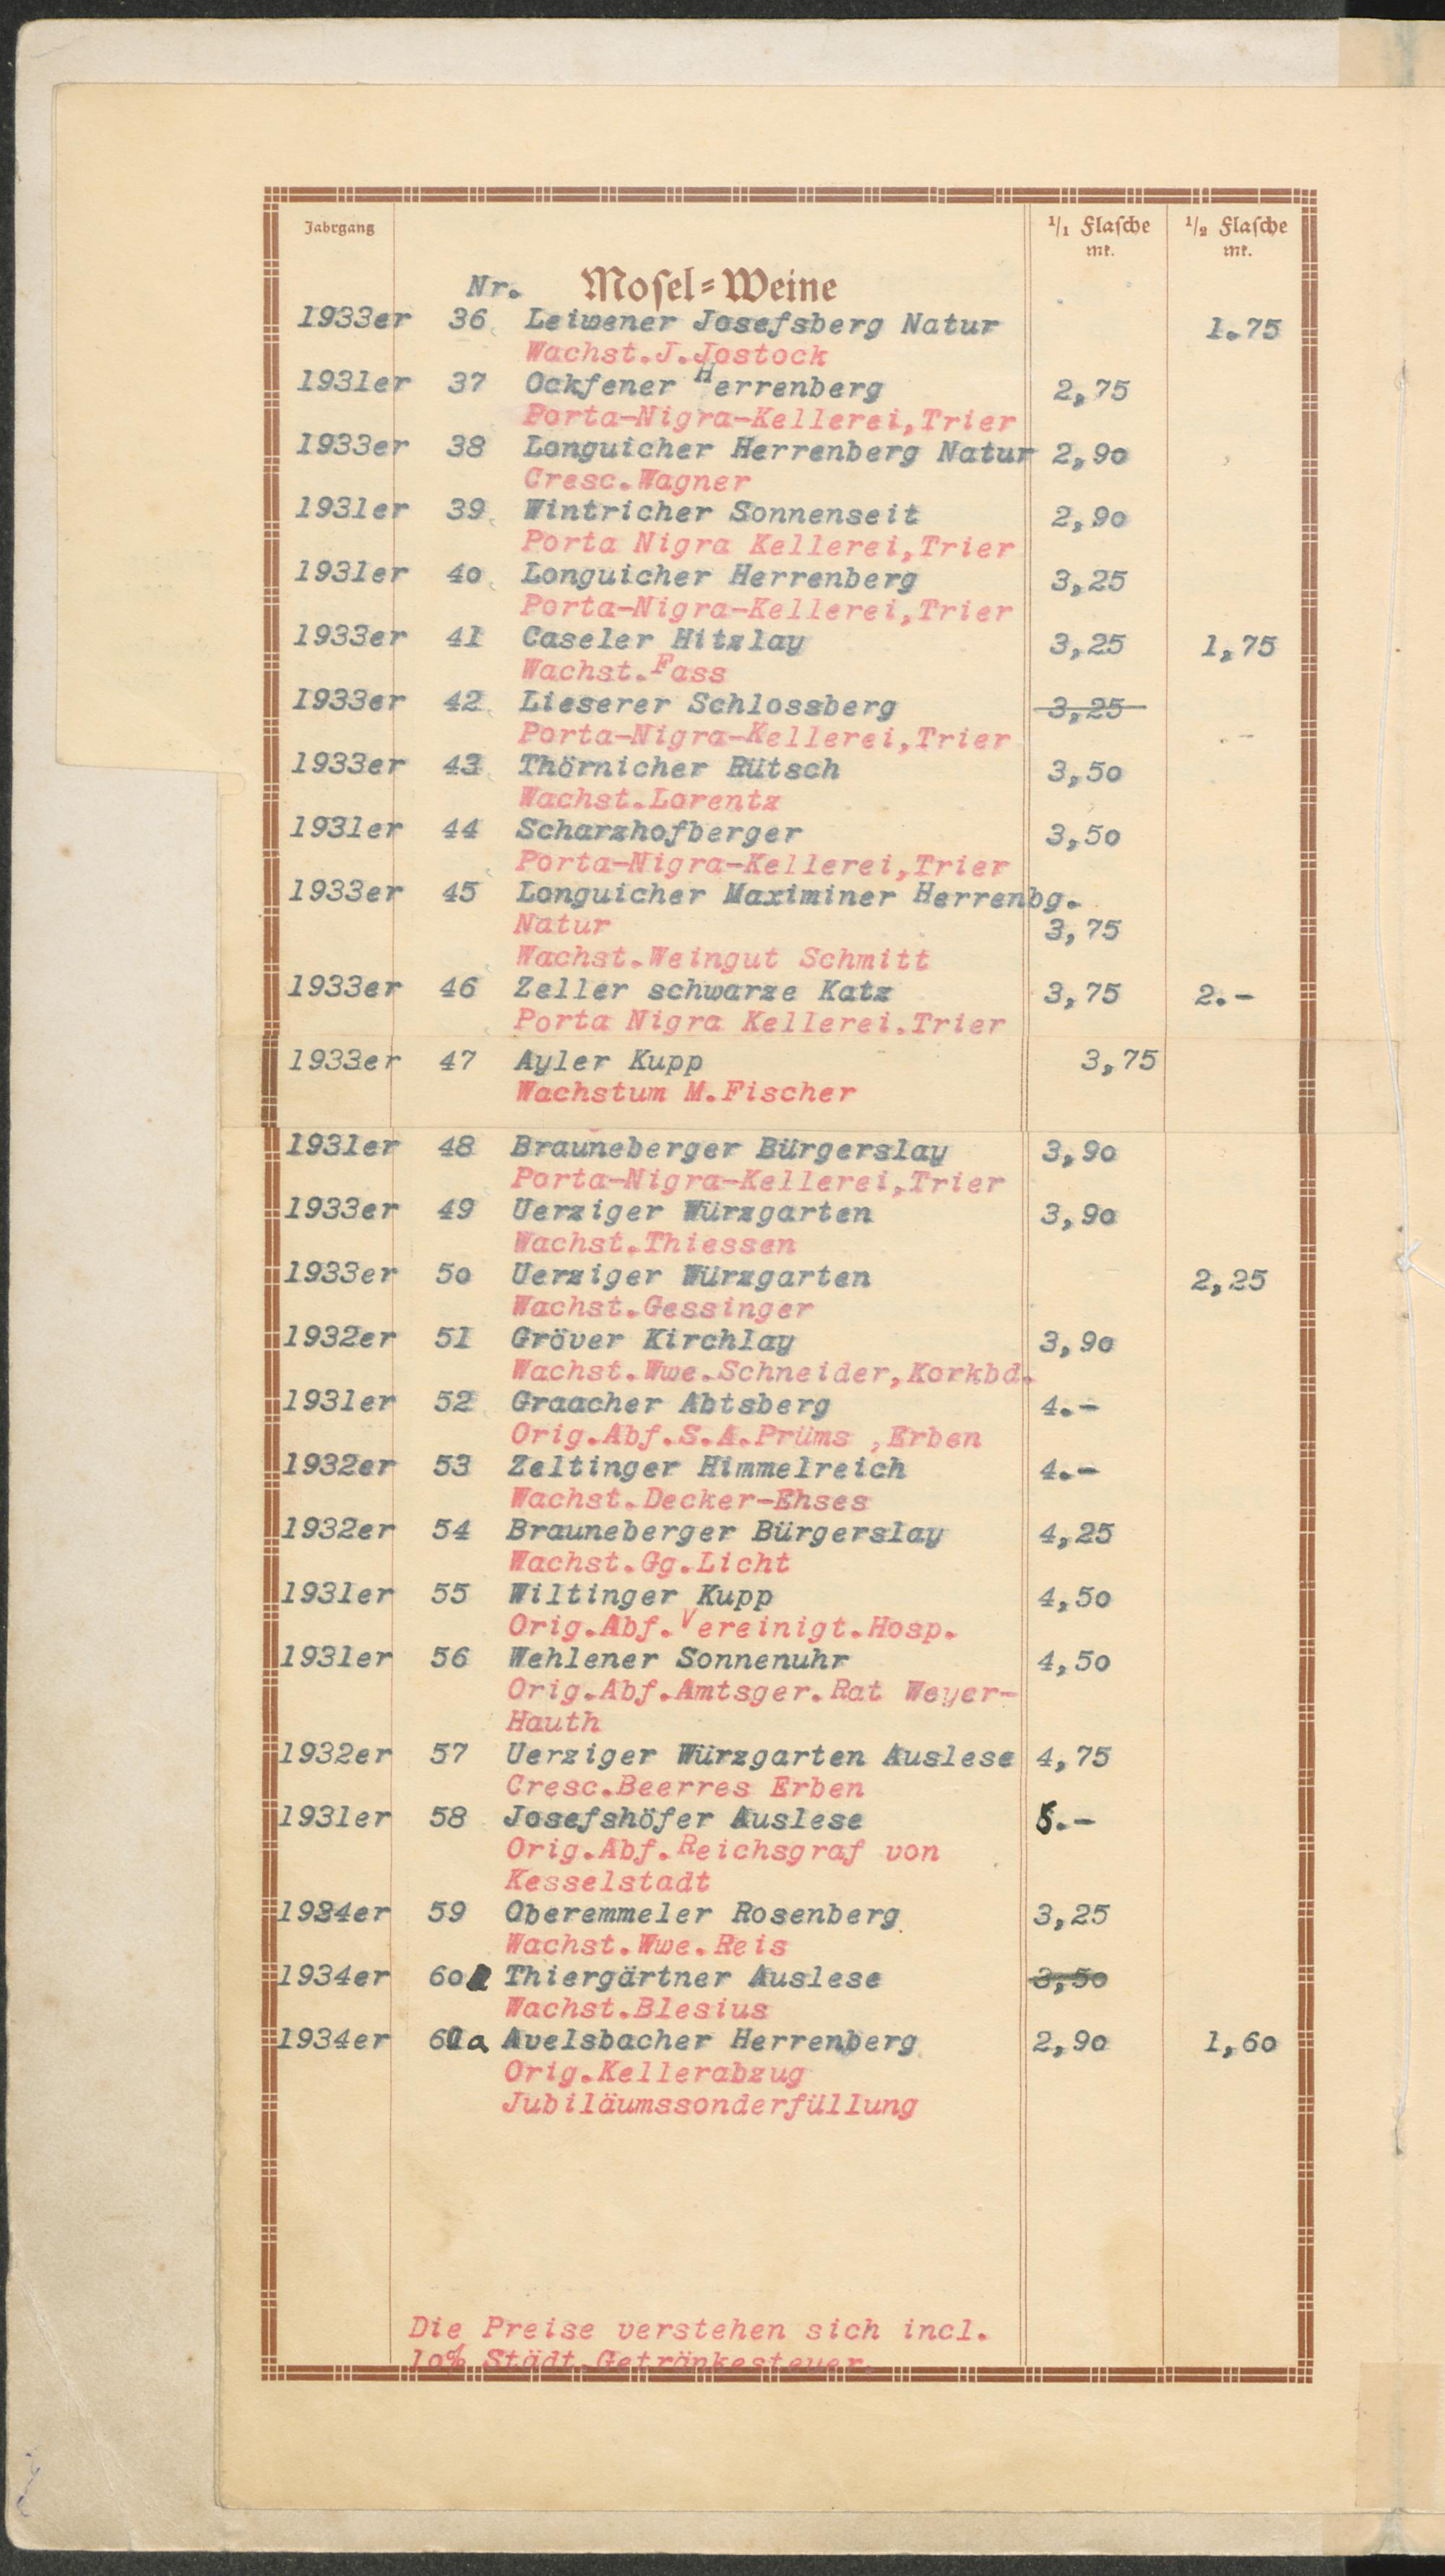 Jahrgang 1/1 Flasche 1/2 Flasche
mk. mk.
Nr. Mosel=Weine
1933er 36 Leiwener Josefsberg Natur 1.75
Wachst.J.Jostock
1931er 37 Ockfener Herrenberg 2,75
Porta-Nigra-Kellerei,Trier
1933er 38 Longuicher Herrenberg Natur 2,90
Cresc.Wagner
1931er 39 Wintricher Sonnenseit 2,90
Porta Nigra Kellerei,Trier
1931er 40 Longuicher Herrenberg 3,25
Porta-Nigra-Kellerei,Trier
1933er 41 Caseler Hitzlay 3,25 1,75
Wachst.Fass
1933er 42 Lieserer Schlossberg 3,25
Porta-Nigra-Kellerei,Trier
1933er 43 Thörnicher Rütsch 3,50
Wachst.Lorentz
1931er 44 Scharzhofberger 3,50
Porta-Nigra-Kellerei,Trier
1933er 45 Longuicher Maximiner Herrenbg.
Natur 3,75
Wachst.Weingut Schmitt
1933er 46 Zeller schwarze Katz 3,75 2.-
Porta Nigra Kellerei.Trier
1933er 47 Ayler Kupp 3,75
Wachstum M.Fischer
1931er 48 Brauneberger Bürgerslay 3,90
Porta-Nigra-Kellerei,Trier
1933er 49 Uerziger Würzgarten 3,90
Wachst.Thiessen
1933er 50 Uerziger Würzgarten 2,25
Wachst.Gessinger
1932er 51 Gröver Kirchlay 3,90
Wachst.Wwe.Schneider,Korkbd.
1931er 52 Graacher Abtsberg 4.-
Orig.Abf.S.A.Prüms ,Erben
1932er 53 Zeltinger Himmelreich 4.-
Wachst.Decker-Ehses
1932er 54 Brauneberger Bürgerslay 4,25
Wachst.Gg.Licht
1931er 55 Wiltinger Kupp 4,50
Orig.Abf.Vereinigt.Hosp.
1931er 56 Wehlener Sonnenuhr 4,50
Orig.Abf.Amtsger.Rat Weyer-
Hauth
1932er 57 Uerziger Würzgarten Auslese 4,75
Cresc.Beerres Erben
1931er 58 Josefshöfer Auslese .-
Orig.Abf.Reichsgraf von
Kesselstadt
1934er 59 Oberemmeler Rosenberg 3,25
Wachst.Wwe.Reis
1934er 60 Thiergärtner Auslese 3,50
Wachst.Blesius
1934er 60a Avelsbacher Herrenberg 2,90 1,60
Orig.Kellerabzug
Jubiläumssonderfüllung
Die Preise verstehen sich incl.
10% Städt.Getränkesteuer.